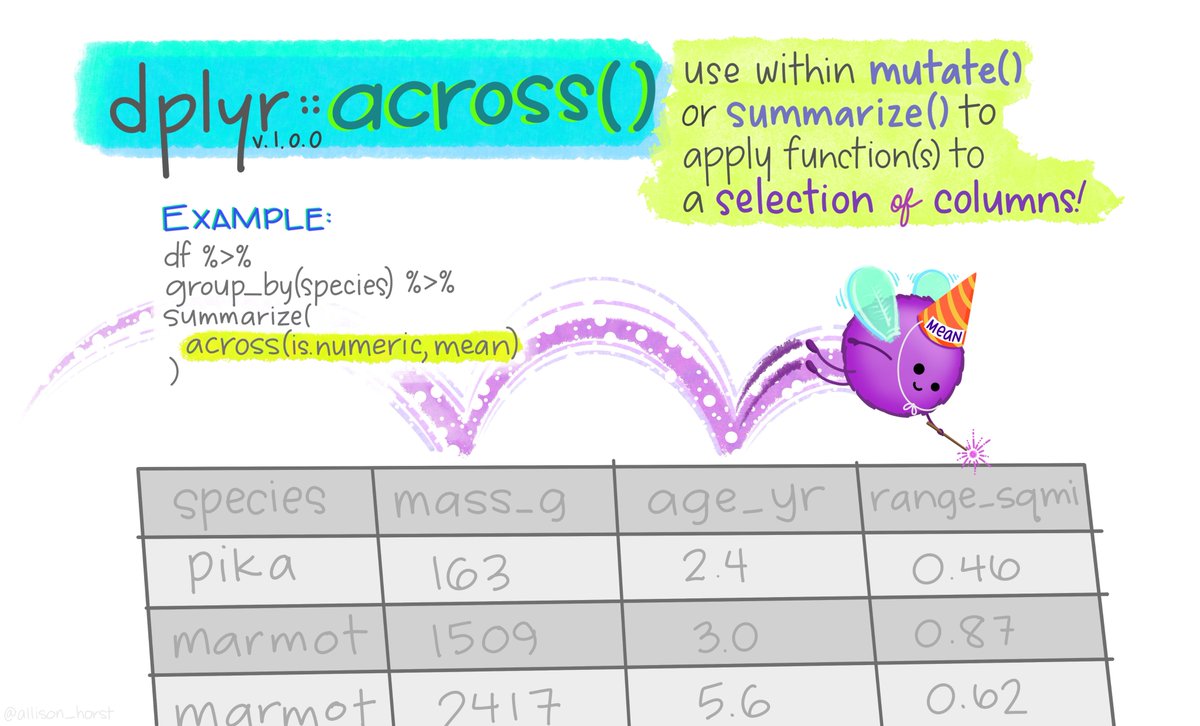 dplyr::across()
v.1.0.0
use within mutate()
or summarize() to
apply function(s) to
a selection of columns!
EXAMPLE:
df %>%
group_by(species) %>%
summarize(
across(is.numeric, mean)
)
MEAN
species mass_g age_yr range_sqmi
pika 163 2.4 0.46
marmot 1509 3.0 0.87
marmot 2417 5.6 0.62
@allison_horst